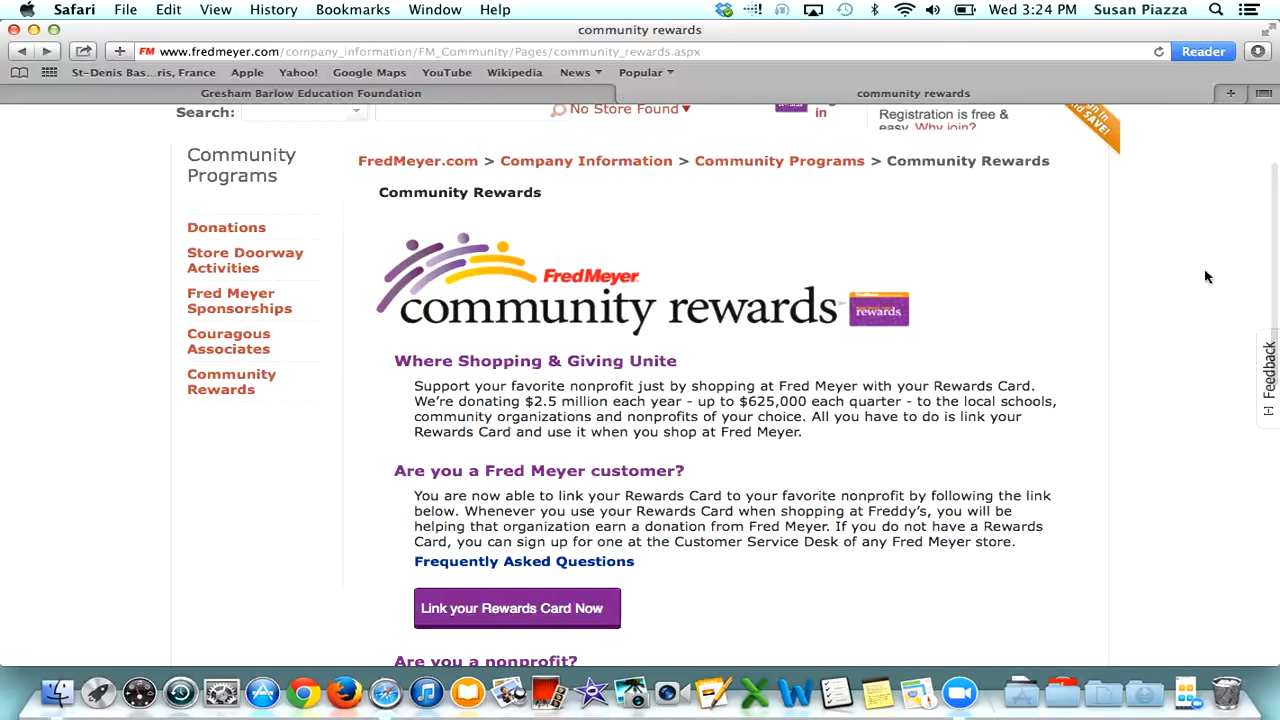 Safari File Edit View History Bookmarks Window Help Wed 3:24 PM Susan Piazza
community rewards
FM www.fredmeyer.com/company_information/FM_Community/Pages/community_rewards.aspx Reader
St-Denis Bas...ris, France Apple Yahoo! Google Maps YouTube Wikipedia News Popular
Gresham Barlow Education Foundation community rewards
Search: No Store Found in Registration is free &
easy. Why join?
SAVE!
Community
Programs
FredMeyer.com > Company Information > Community Programs > Community Rewards
Community Rewards
Donations
Store Doorway
Activities
Fred Meyer
Sponsorships
Couragous
Associates
Community
Rewards
FredMeyer
community rewards
rewards
Where Shopping & Giving Unite
Support your favorite nonprofit just by shopping at Fred Meyer with your Rewards Card.
We're donating $2.5 million each year - up to $625,000 each quarter - to the local schools,
community organizations and nonprofits of your choice. All you have to do is link your
Rewards Card and use it when you shop at Fred Meyer.
Are you a Fred Meyer customer?
You are now able to link your Rewards Card to your favorite nonprofit by following the link
below. Whenever you use your Rewards Card when shopping at Freddy's, you will be
helping that organization earn a donation from Fred Meyer. If you do not have a Rewards
Card, you can sign up for one at the Customer Service Desk of any Fred Meyer store.
Frequently Asked Questions
Link your Rewards Card Now
Are you a nonprofit?
[-] Feedback